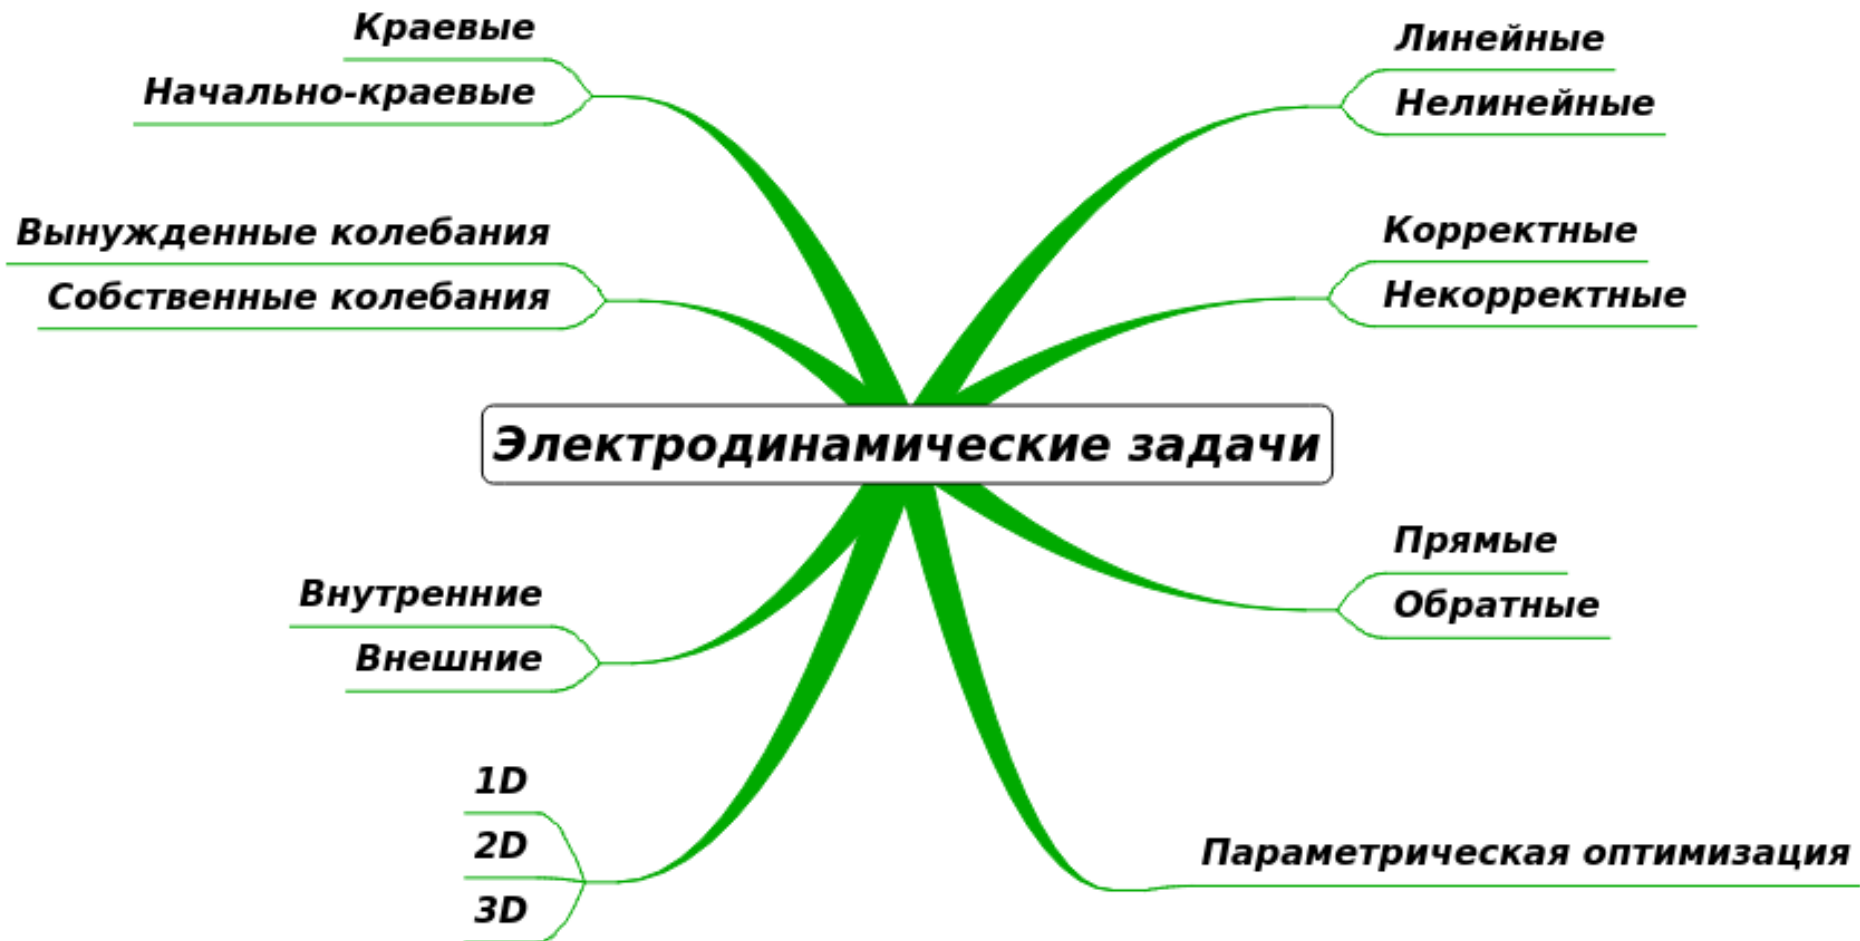 Краевые
Начально-краевые
Вынужденные колебания
Собственные колебания
Линейные
Нелинейные
Корректные
Некорректные
Электродинамические задачи
Внутренние
Внешние
1D
2D
3D
Прямые
Обратные
Параметрическая оптимизация